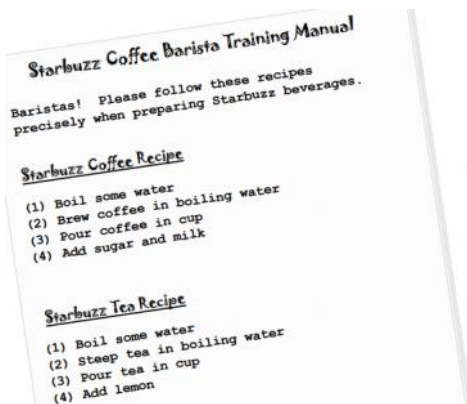 Starbuzz Coffee Barista Training Manual
Baristas! Please follow these recipes
precisely when preparing Starbuzz beverages.
Starbuzz Coffee Recipe
(1) Boil some water
(2) Brew coffee in boiling water
(3) Pour coffee in cup
(4) Add sugar and milk
Starbuzz Tea Recipe
(1) Boil some water
(2) Steep tea in boiling water
(3) Pour tea in cup
(4) Add lemon